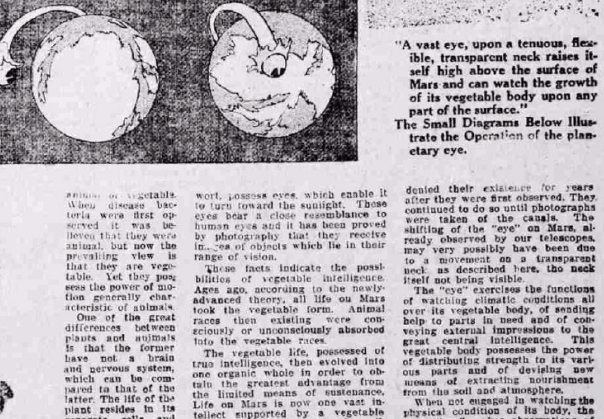 "A vast eye, upon a tenuous, flex-
ible, transparent neck raises it-
self high above the surface of
Mars and can watch the growth
of its vegetable body upon any
part of the surface."
The Small Diagrams Below Illus-
trate the Operation of the plan-
etary eye.
animal or vegetable.
When disease bac-
teria were first ob-
served it was be-
lieved that they were
animal, but now the
prevailing view is
that they are vege-
table. Yet they pos-
sess the power of mo-
tion generally char-
acteristic of animals.
One of the great
differences between
plants and animals
is that the former
have not a brain
and nervous system,
which can be com-
pared to that of the
latter. The life of the
plant resides in its
cells and
wort, possess eyes, which enable it
to turn toward the sunlight. These
eyes bear a close resemblance to
human eyes and it has been proved
by photography that they receive
images of objects which lie in their
range of vision.
These facts indicate the possi-
bilities of vegetable intelligence.
Ages ago, according to the newly-
advanced theory, all life on Mars
took the vegetable form. Animal
races then existing were con-
sciously or unconsciously absorbed
into the vegetable races.
The vegetable life, possessed of
true intelligence, then evolved into
one organic whole in order to ob-
tain the greatest advantage from
the limited means of sustenance.
Life on Mars is now one vast in-
tellect supported by a vegetable
denied their existence for years
after they were first observed. They
continued to do so until photographs
were taken of the canals. The
shifting of the "eye" on Mars, al-
ready observed by our telescopes,
may very possibly have been due
to a movement on a transparent
neck as described here, the neck
itself not being visible.
The "eye" exercises the functions
of watching climatic conditions all
over its vegetable body, of sending
help to parts in need and of con-
veying external impressions to the
great central intelligence. This
vegetable body possesses the power
of distributing strength to its vari-
ous parts and of devising new
means of extracting nourishment
from the soil and atmosphere.
When not engaged in watching the
physical condition of its body, the